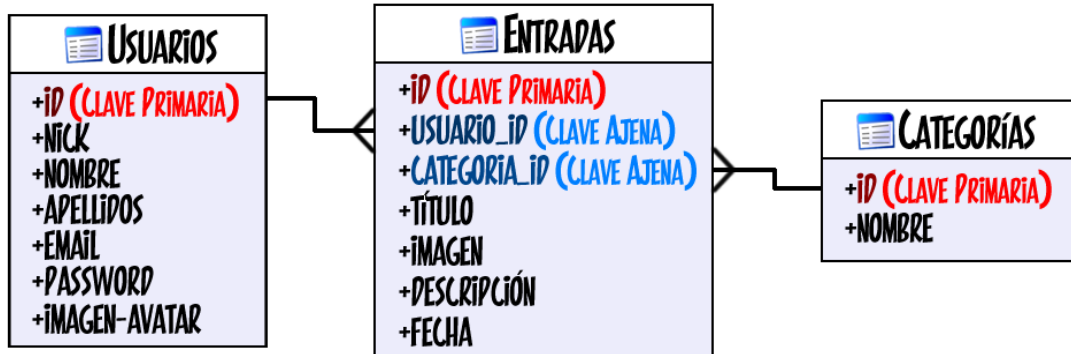 Usuarios
+iD (Clave Primaria)
+Nick
+Nombre
+Apellidos
+Email
+Password
+imagen-avatar
Entradas
+iD (Clave Primaria)
+Usuario_iD (Clave Ajena)
+Categoria_iD (Clave Ajena)
+Título
+imagen
+Descripción
+Fecha
Categorías
+iD (Clave Primaria)
+Nombre